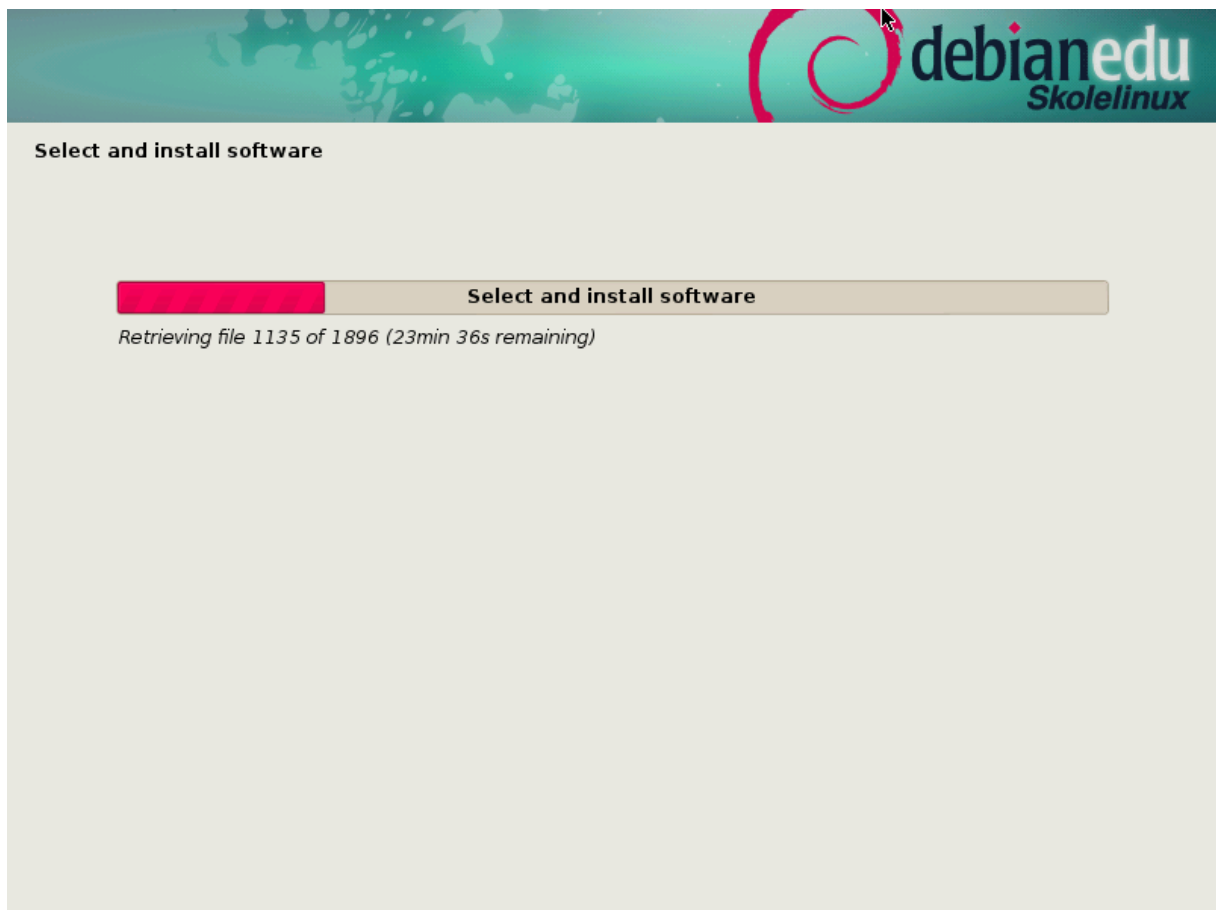 debianedu
Skolelinux
Select and install software
Select and install software
Retrieving file 1135 of 1896 (23min 36s remaining)